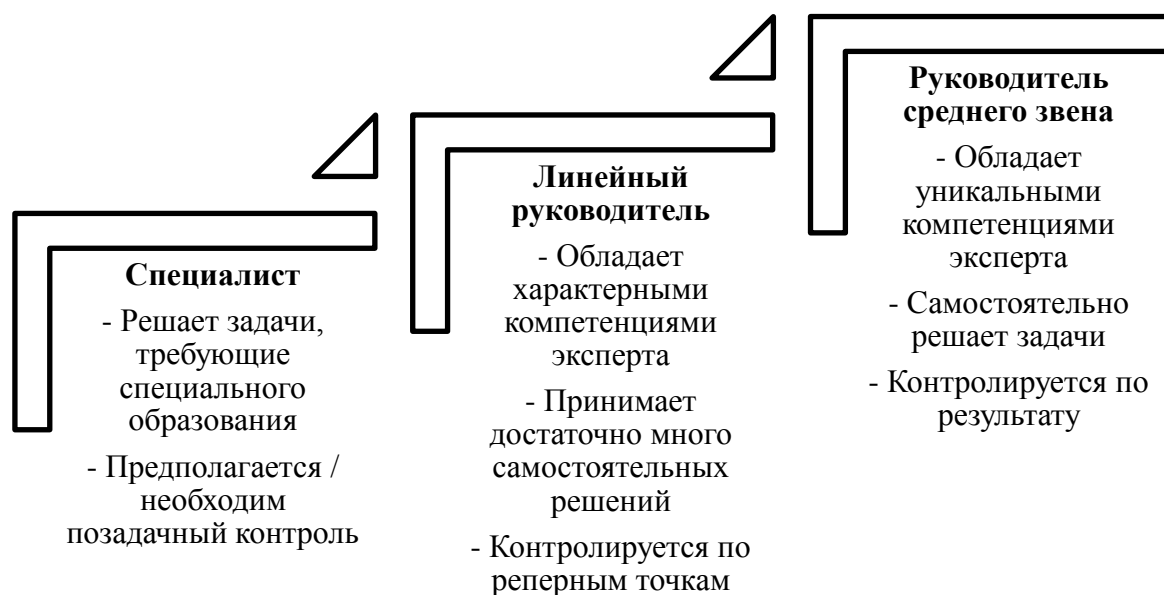 Специалист
- Решает задачи,
требующие
специального
образования
- Предполагается /
необходим
позадачный контроль
Линейный
руководитель
- Обладает
характерными
компетенциями
эксперта
- Принимает
достаточно много
самостоятельных
решений
- Контролируется по
реперным точкам
Руководитель
среднего звена
- Обладает
уникальными
компетенциями
эксперта
- Самостоятельно
решает задачи
- Контролируется по
результату